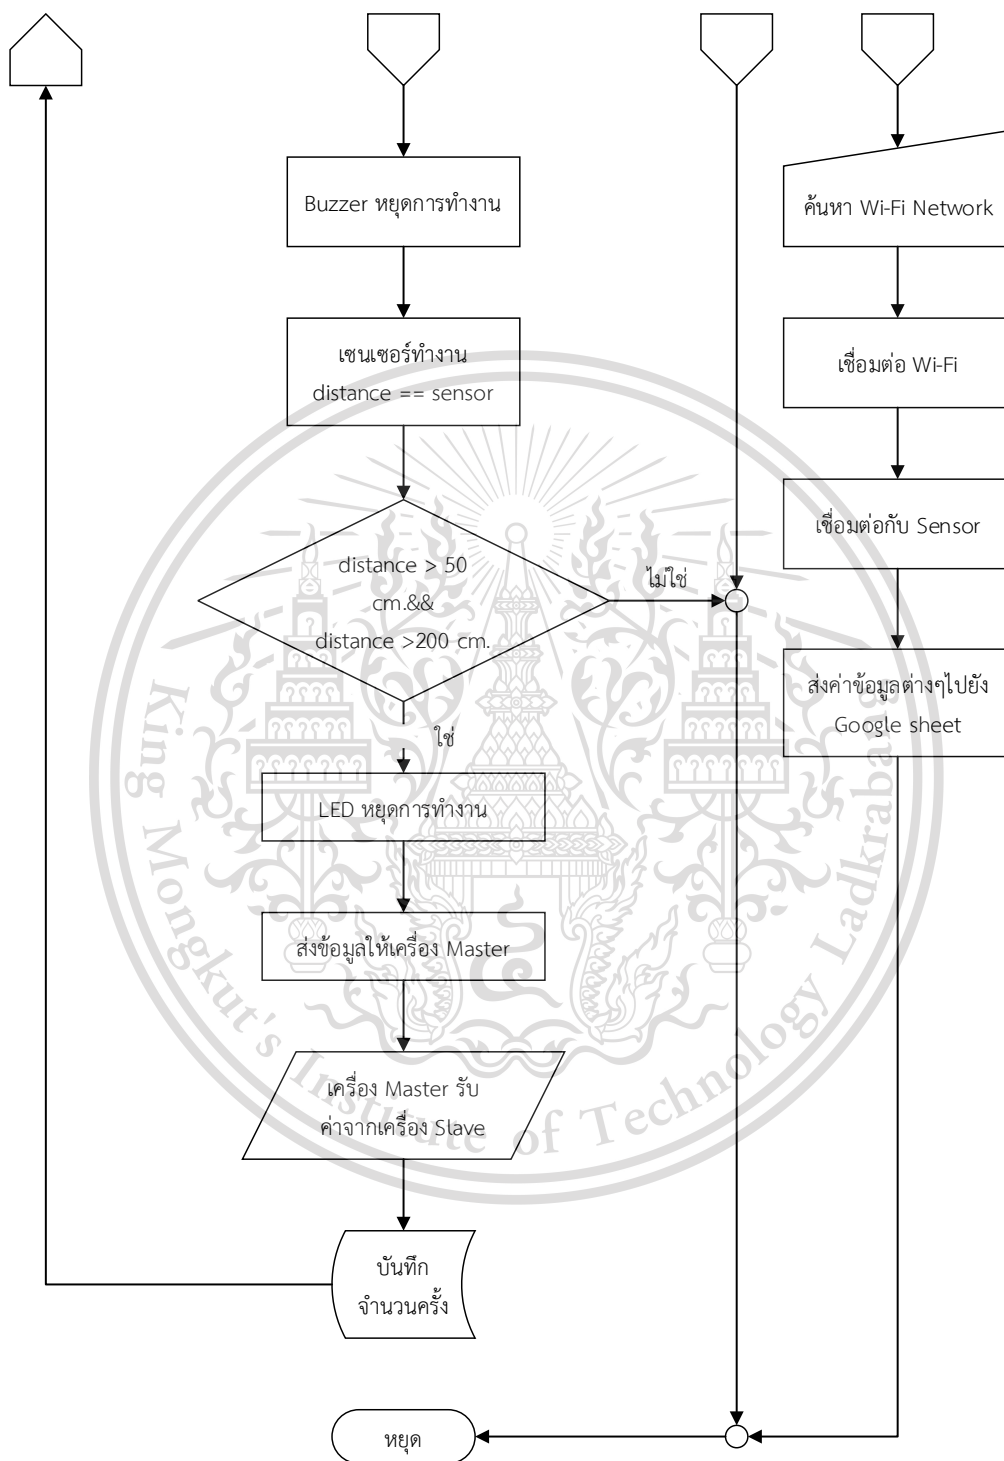 Buzzer หยุดการทำงาน
เซนเซอร์ทำงาน
distance == sensor
distance > 50
cm.&&
distance >200 cm.
ไม่ใช่
ใช่
LED หยุดการทำงาน
ส่งข้อมูลให้เครื่อง Master
เครื่อง Master รับ
ค่าจากเครื่อง Slave
บันทึก
จำนวนครั้ง
หยุด
ค้นหา Wi-Fi Network
เชื่อมต่อ Wi-Fi
เชื่อมต่อกับ Sensor
ส่งค่าข้อมูลต่างๆไปยัง
Google sheet
King Mongkut's Institute of Technology Ladkrabang